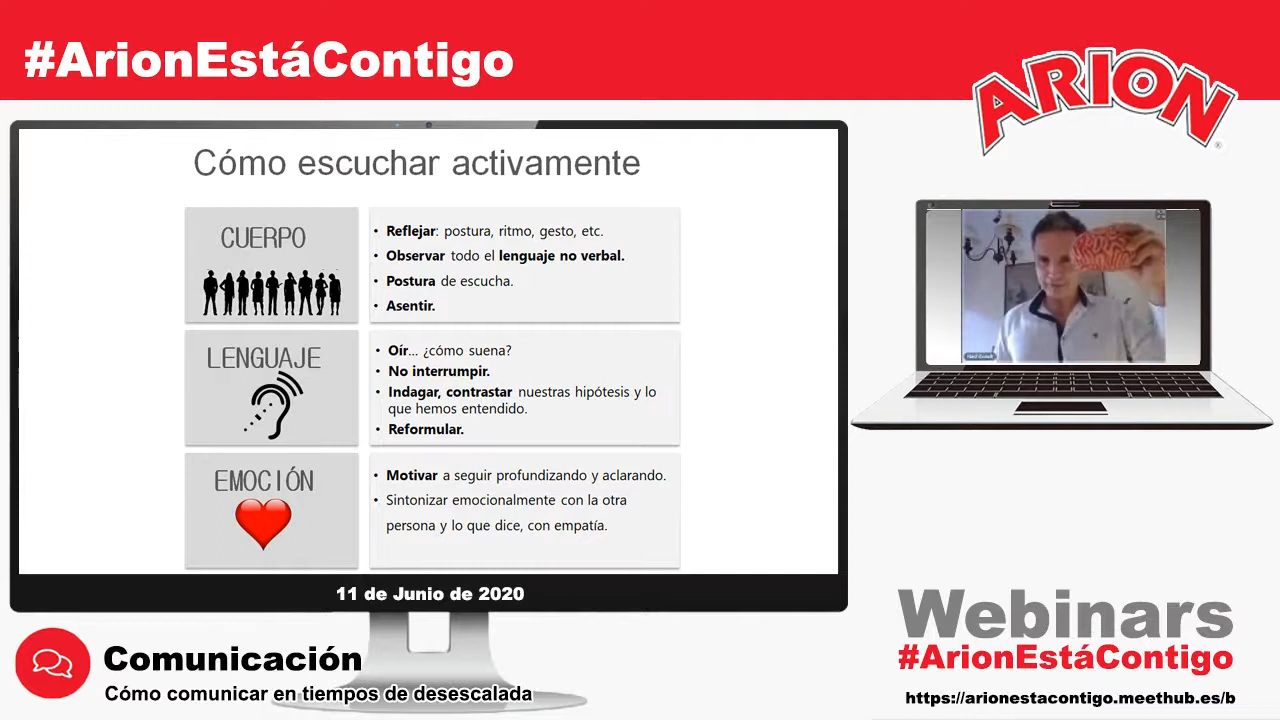 #ArionEstáContigo
ARION
®
Cómo escuchar activamente
CUERPO
• Reflejar: postura, ritmo, gesto, etc.
• Observar todo el lenguaje no verbal.
• Postura de escucha.
• Asentir.
LENGUAJE
• Oír... ¿cómo suena?
• No interrumpir.
• Indagar, contrastar nuestras hipótesis y lo
que hemos entendido.
• Reformular.
EMOCIÓN
• Motivar a seguir profundizando y aclarando.
• Sintonizar emocionalmente con la otra
persona y lo que dice, con empatía.
11 de Junio de 2020
Comunicación
Cómo comunicar en tiempos de desescalada
Webinars
#ArionEstáContigo
https://arionestacontigo.meethub.es/b